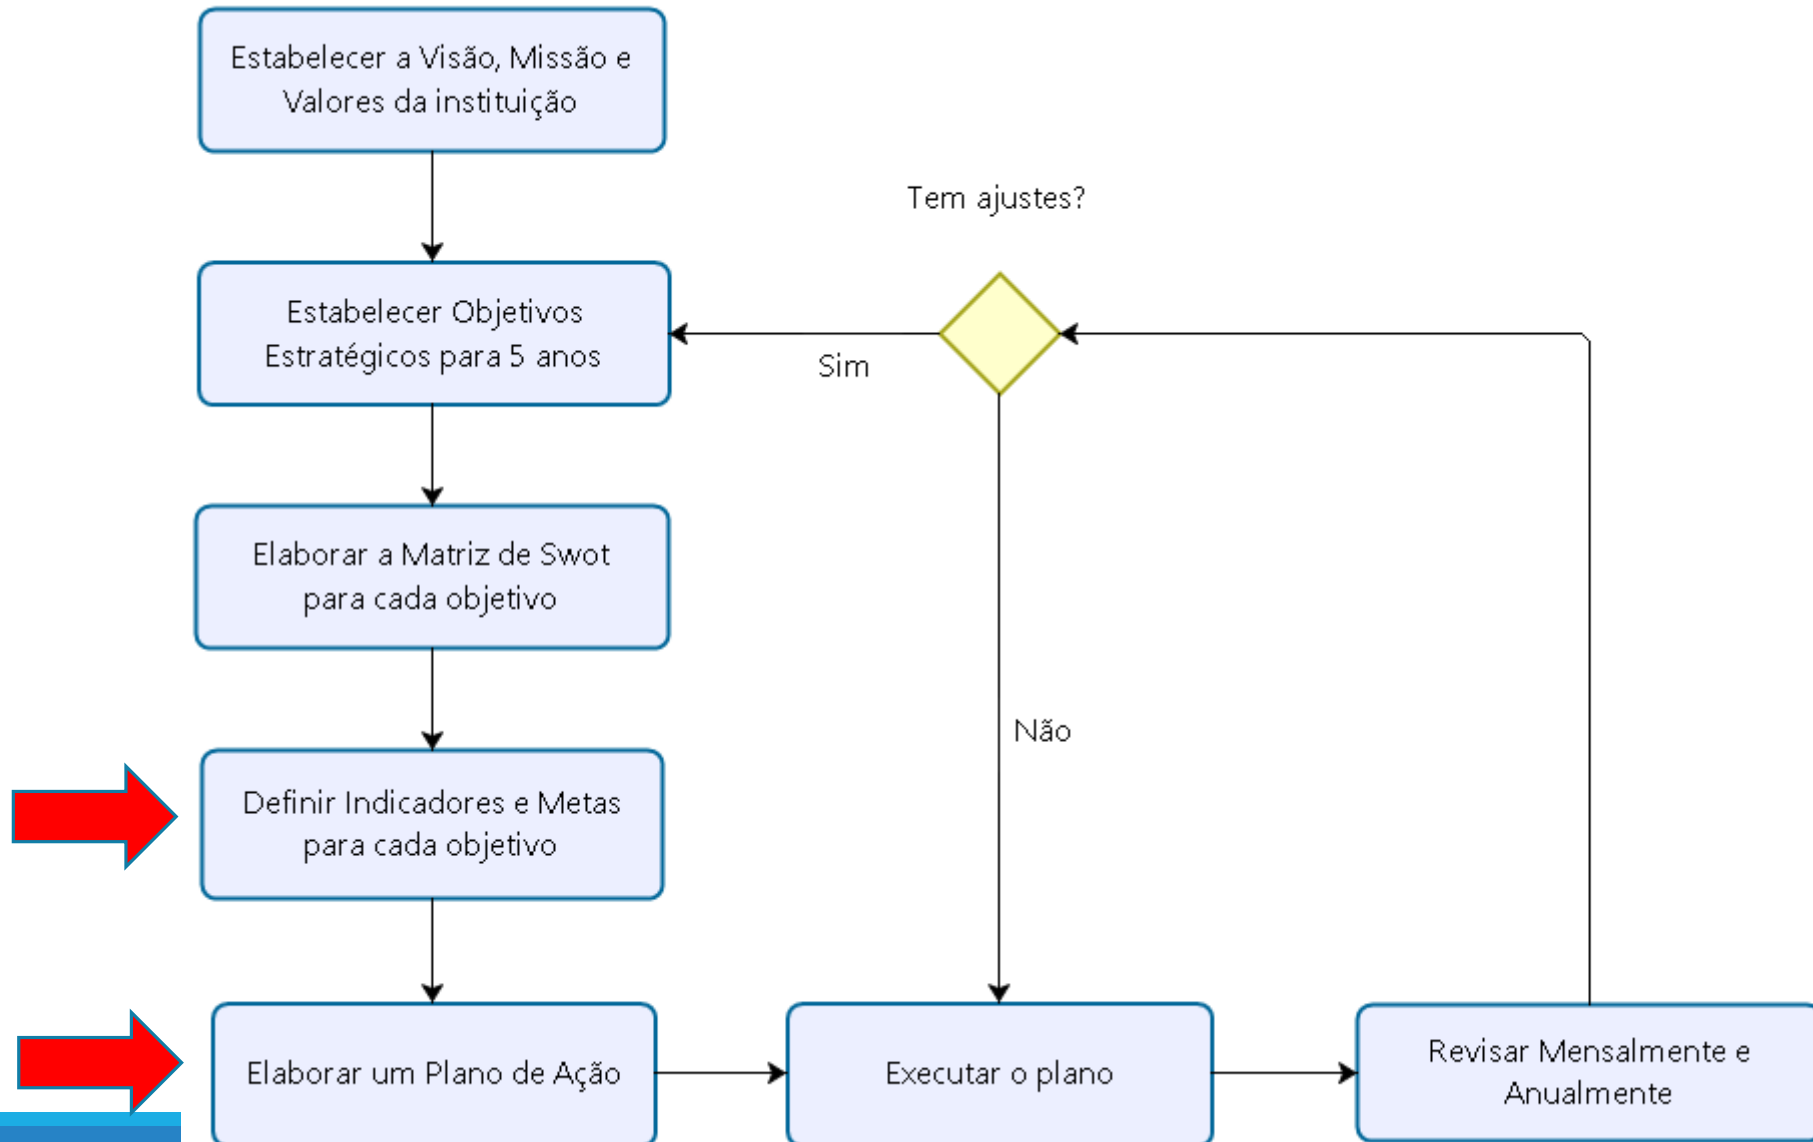 Estabelecer a Visão, Missão e
Valores da instituição
Tem ajustes?
Estabelecer Objetivos
Estratégicos para 5 anos
Sim
Elaborar a Matriz de Swot
para cada objetivo
Não
Definir Indicadores e Metas
para cada objetivo
Elaborar um Plano de Ação
Executar o plano
Revisar Mensalmente e
Anualmente